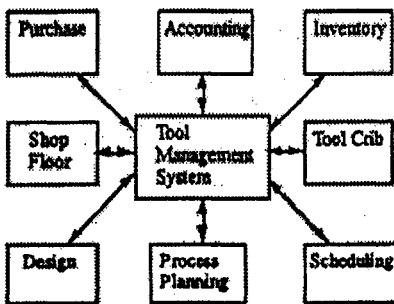 Purchase
Accounting
Inventory
Shop
Floor
Tool
Management
System
Tool Crib
Design
Process
Planning
Scheduling